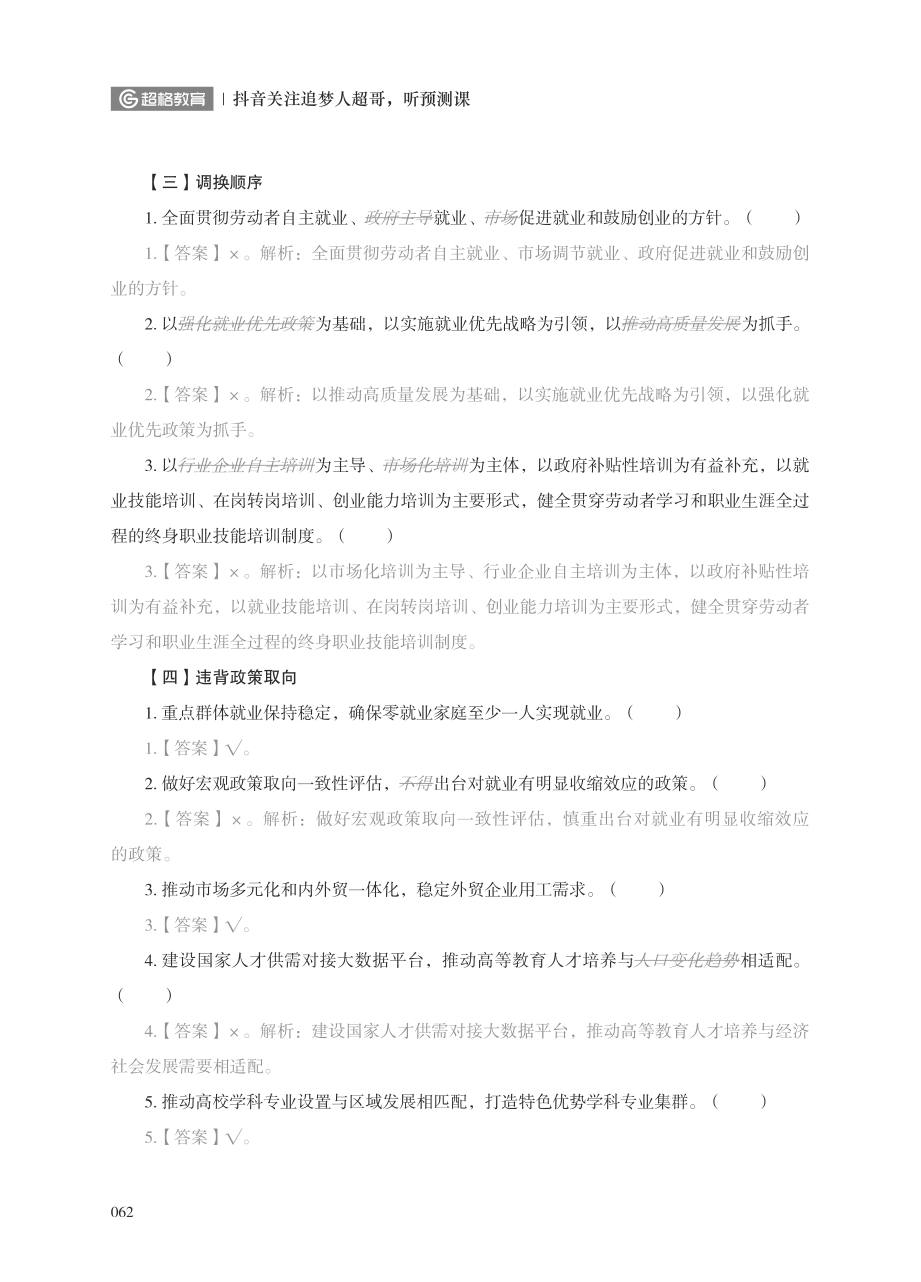 超格教育 | 抖音关注追梦人超哥，听预测课
【三】调换顺序
1. 全面贯彻劳动者自主就业、政府主导就业、市场促进就业和鼓励创业的方针。（　　）
1.【答案】×。解析：全面贯彻劳动者自主就业、市场调节就业、政府促进就业和鼓励创
业的方针。
2. 以强化就业优先政策为基础，以实施就业优先战略为引领，以推动高质量发展为抓手。
（　　）
2.【答案】×。解析：以推动高质量发展为基础，以实施就业优先战略为引领，以强化就
业优先政策为抓手。
3. 以行业企业自主培训为主导、市场化培训为主体，以政府补贴性培训为有益补充，以就
业技能培训、在岗转岗培训、创业能力培训为主要形式，健全贯穿劳动者学习和职业生涯全过
程的终身职业技能培训制度。（　　）
3.【答案】×。解析：以市场化培训为主导、行业企业自主培训为主体，以政府补贴性培
训为有益补充，以就业技能培训、在岗转岗培训、创业能力培训为主要形式，健全贯穿劳动者
学习和职业生涯全过程的终身职业技能培训制度。
【四】违背政策取向
1. 重点群体就业保持稳定，确保零就业家庭至少一人实现就业。（　　）
1.【答案】√。
2. 做好宏观政策取向一致性评估，不得出台对就业有明显收缩效应的政策。（　　）
2.【答案】×。解析：做好宏观政策取向一致性评估，慎重出台对就业有明显收缩效应
的政策。
3. 推动市场多元化和内外贸一体化，稳定外贸企业用工需求。（　　）
3.【答案】√。
4. 建设国家人才供需对接大数据平台，推动高等教育人才培养与人口变化趋势相适配。
（　　）
4.【答案】×。解析：建设国家人才供需对接大数据平台，推动高等教育人才培养与经济
社会发展需要相适配。
5. 推动高校学科专业设置与区域发展相匹配，打造特色优势学科专业集群。（　　）
5.【答案】√。
062